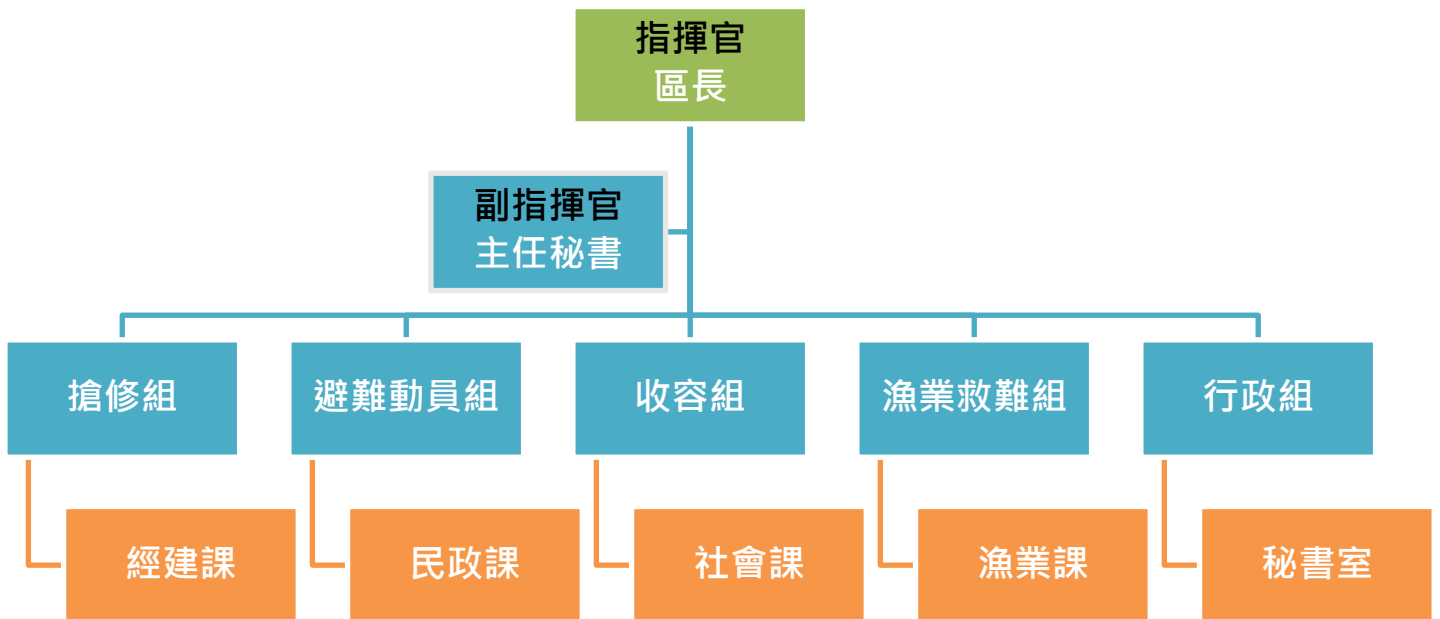 指揮官
區長
副指揮官
主任秘書
搶修組
避難動員組
收容組
漁業救難組
行政組
經建課
民政課
社會課
漁業課
秘書室